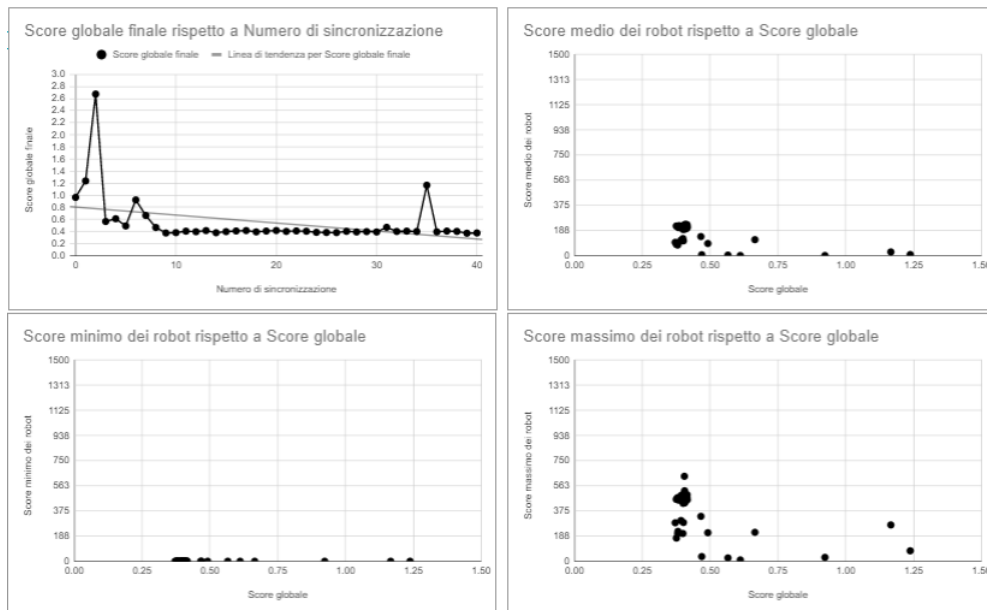 Score globale finale rispetto a Numero di sincronizzazione
Score globale finale
Linea di tendenza per Score globale finale
3.0
2.8
2.6
2.4
2.2
2.0
1.8
1.6
1.4
1.2
1.0
0.8
0.6
0.4
0.2
0.0
Score globale finale
0 10 20 30 40
Numero di sincronizzazione
Score medio dei robot rispetto a Score globale
1500
1313
1125
938
750
563
375
188
0
Score medio dei robot
0.00 0.25 0.50 0.75 1.00 1.25 1.50
Score globale
Score minimo dei robot rispetto a Score globale
1500
1313
1125
938
750
563
375
188
0
Score minimo dei robot
0.00 0.25 0.50 0.75 1.00 1.25 1.50
Score globale
Score massimo dei robot rispetto a Score globale
1500
1313
1125
938
750
563
375
188
0
Score massimo dei robot
0.00 0.25 0.50 0.75 1.00 1.25 1.50
Score globale